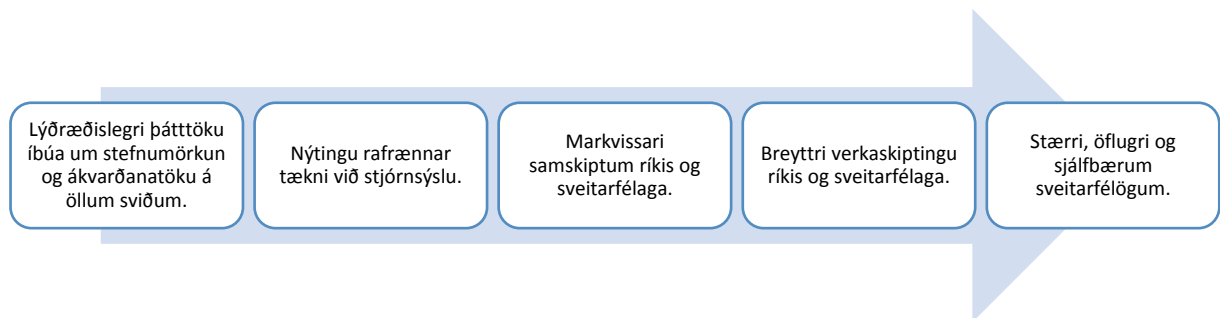 Lýðræðislegri þátttöku
íbúa um stefnumörkun
og ákvarðanatöku á
öllum sviðum.
Nýtingu rafrænnar
tækni við stjórnsýslu.
Markvissari
samskiptum ríkis og
sveitarfélaga.
Breyttri verkaskiptingu
ríkis og sveitarfélaga.
Stærri, öflugri og
sjálfbærum
sveitarfélögum.